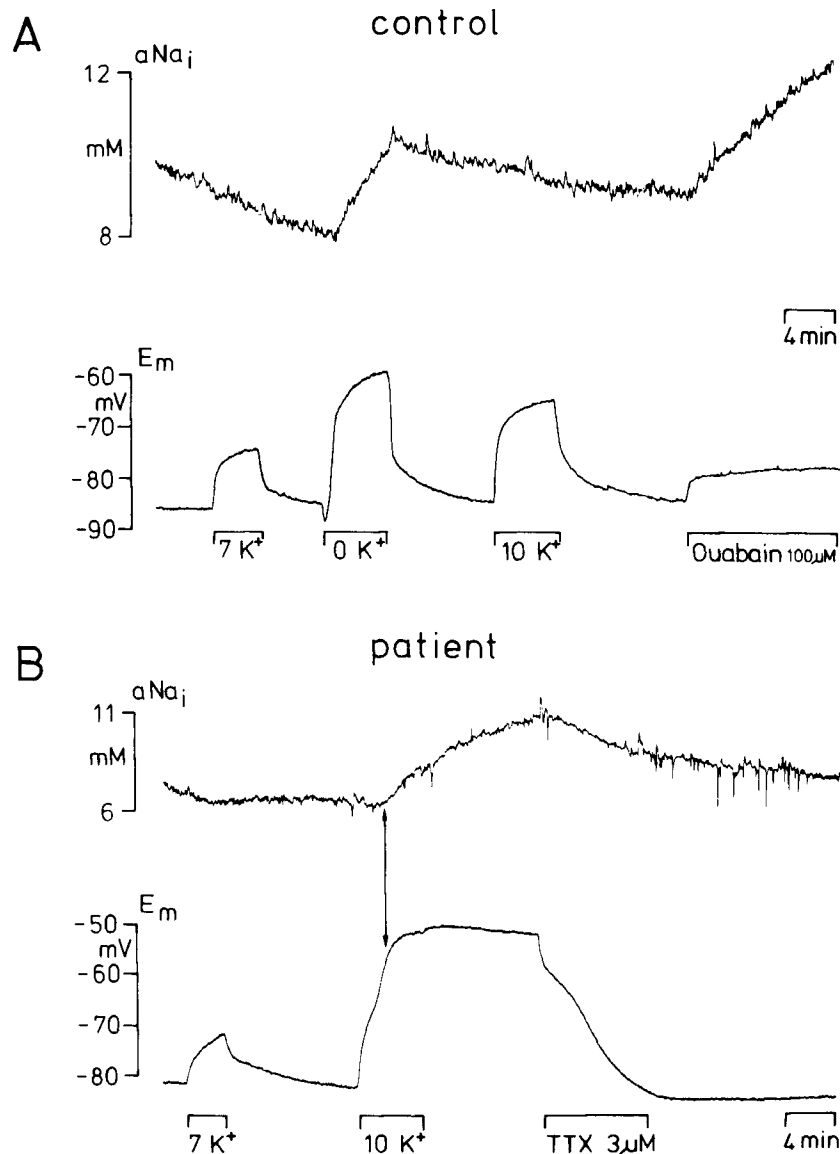 A
control
aNai
12
mM
8
4 min
Em
-60
mV
-70
-80
-90
7 K+
0 K+
10 K+
Ouabain 100μM
B
patient
aNai
11
mM
6
Em
-50
mV
-60
-70
-80
7 K+
10 K+
TTX 3μM
4 min